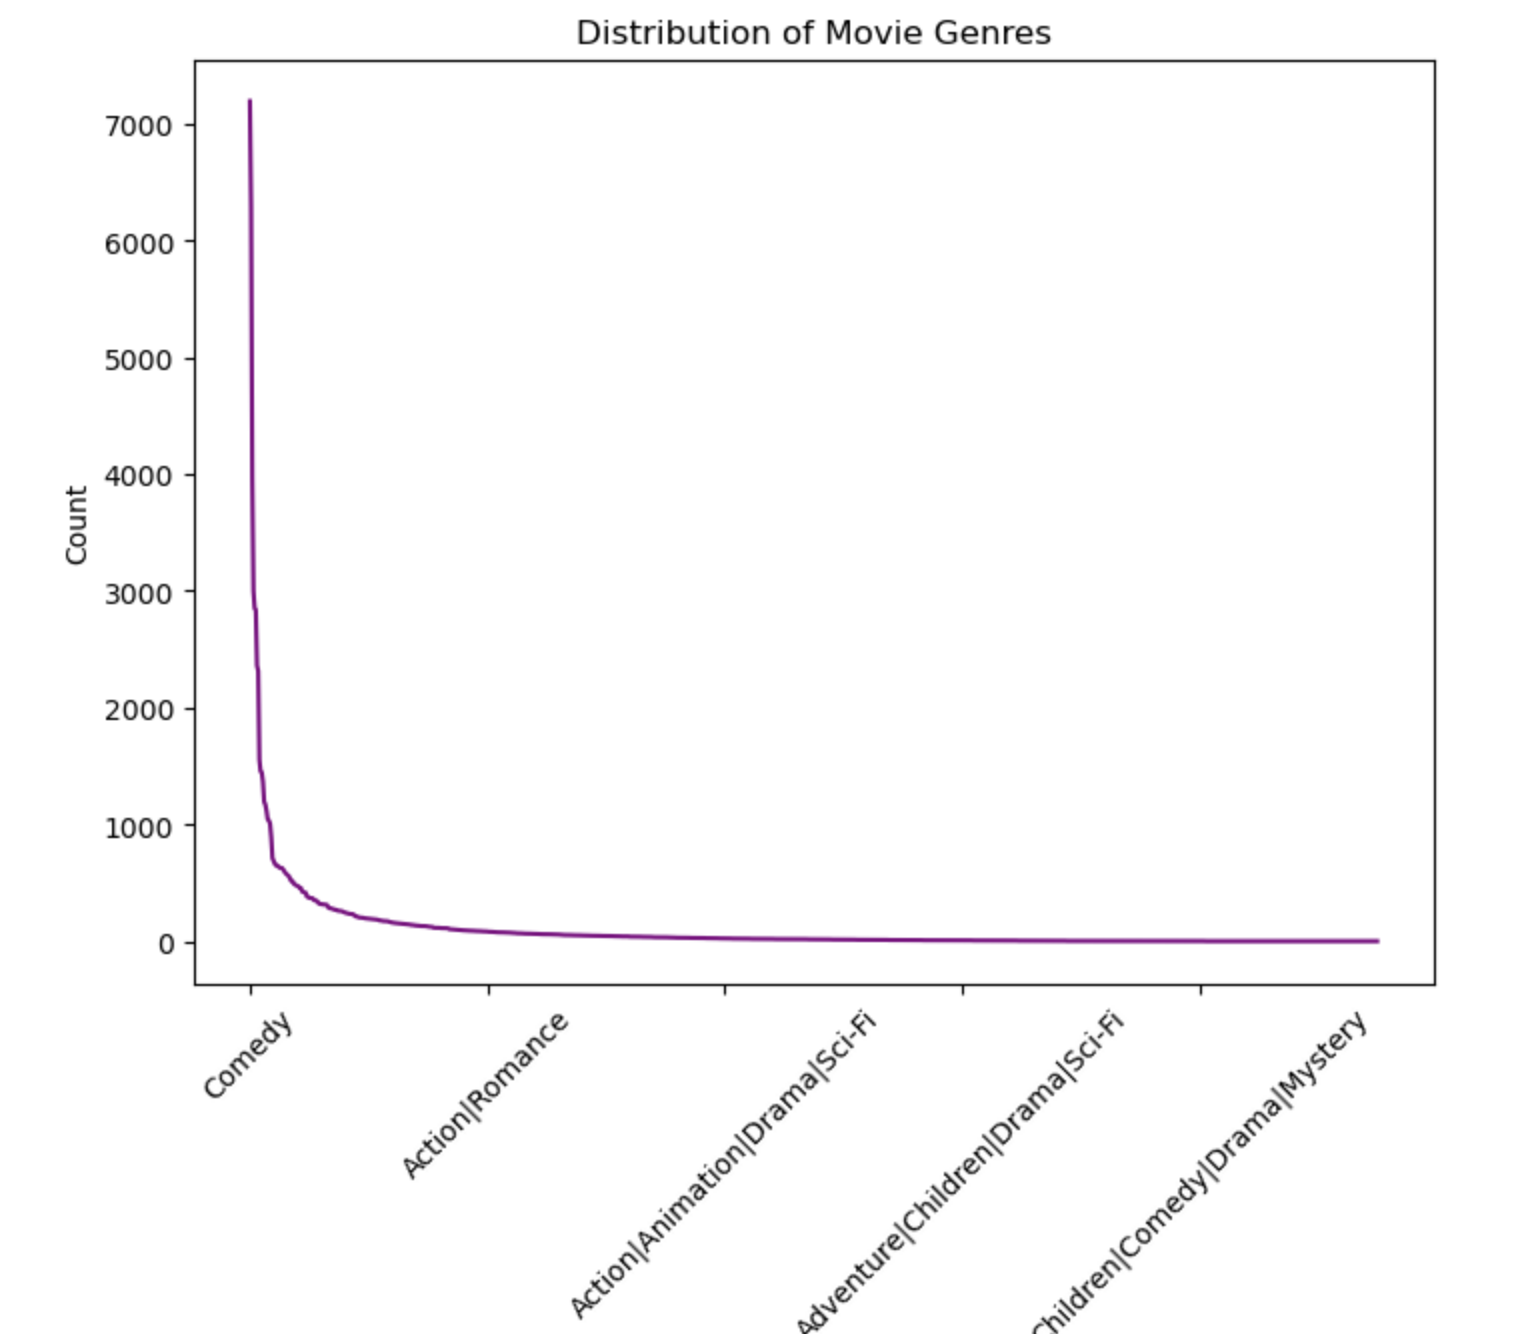 Distribution of Movie Genres
7000
6000
5000
4000
3000
2000
1000
0
Count
Comedy
Action|Romance
Action|Animation|Drama|Sci-Fi
Adventure|Children|Drama|Sci-Fi
Children|Comedy|Drama|Mystery